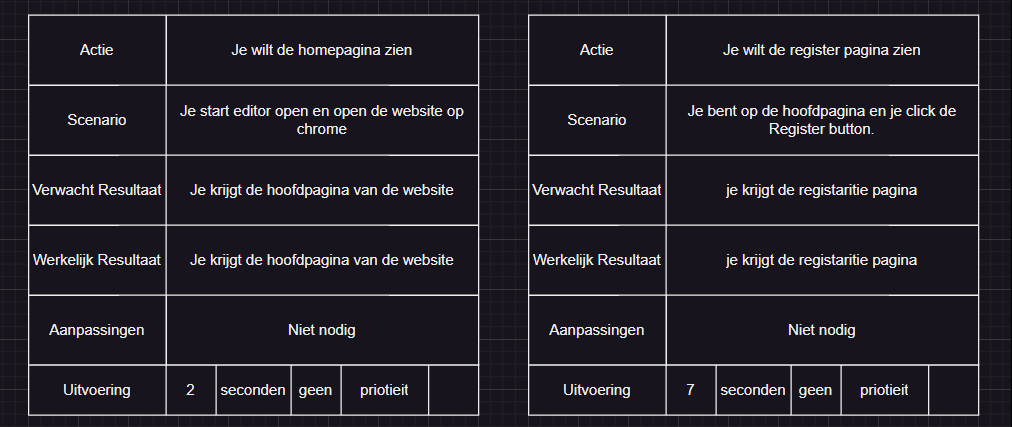 Actie
Je wilt de homepagina zien
Scenario
Je start editor open en open de website op
chrome
Verwacht Resultaat
Je krijgt de hoofdpagina van de website
Werkelijk Resultaat
Je krijgt de hoofdpagina van de website
Aanpassingen
Niet nodig
Uitvoering
2
seconden
geen
priotieit
Actie
Je wilt de register pagina zien
Scenario
Je bent op de hoofdpagina en je click de
Register button.
Verwacht Resultaat
je krijgt de registaritie pagina
Werkelijk Resultaat
je krijgt de registaritie pagina
Aanpassingen
Niet nodig
Uitvoering
7
seconden
geen
priotieit